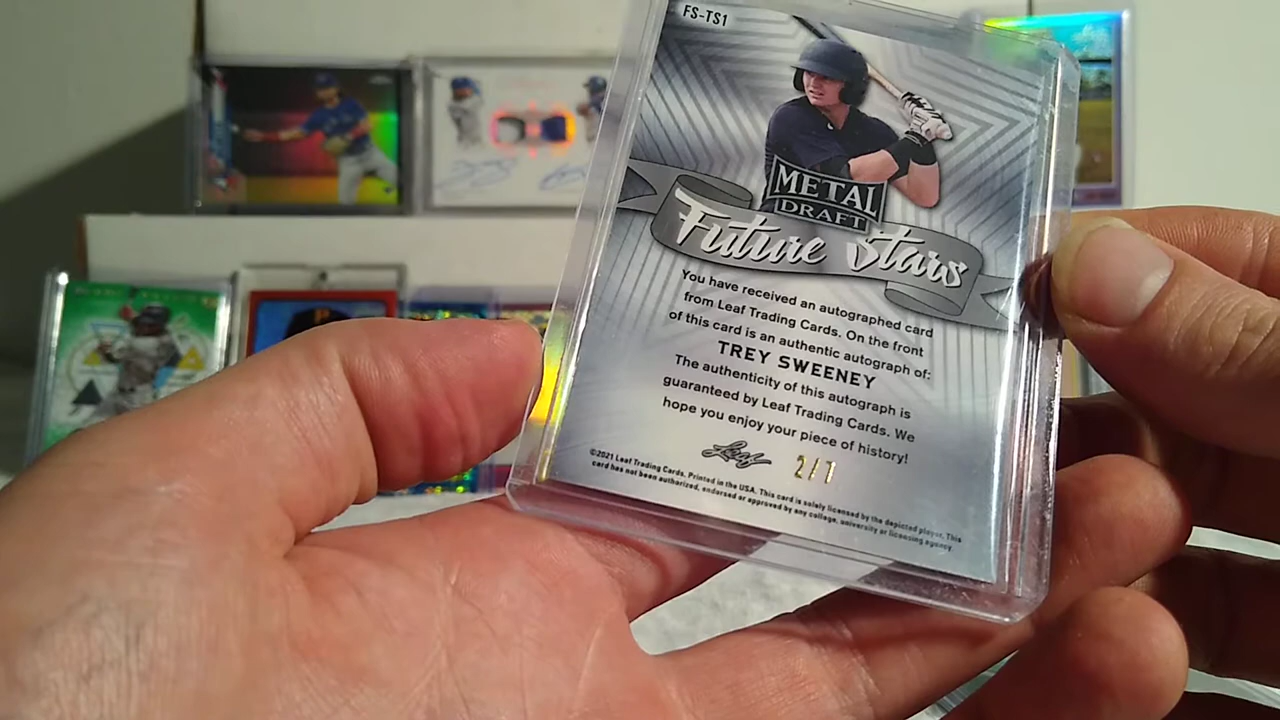 FS-TS1
METAL
DRAFT
Future Stars
You have received an autographed card
from Leaf Trading Cards. On the front
of this card is an authentic autograph of:
TREY SWEENEY
The authenticity of this autograph is
guaranteed by Leaf Trading Cards. We
hope you enjoy your piece of history!
Leaf
2/7
©2021 Leaf Trading Cards. Printed in the USA. This card is solely licensed by the depicted player. This
card has not been authorized, endorsed or approved by any college, university or licensing agency.